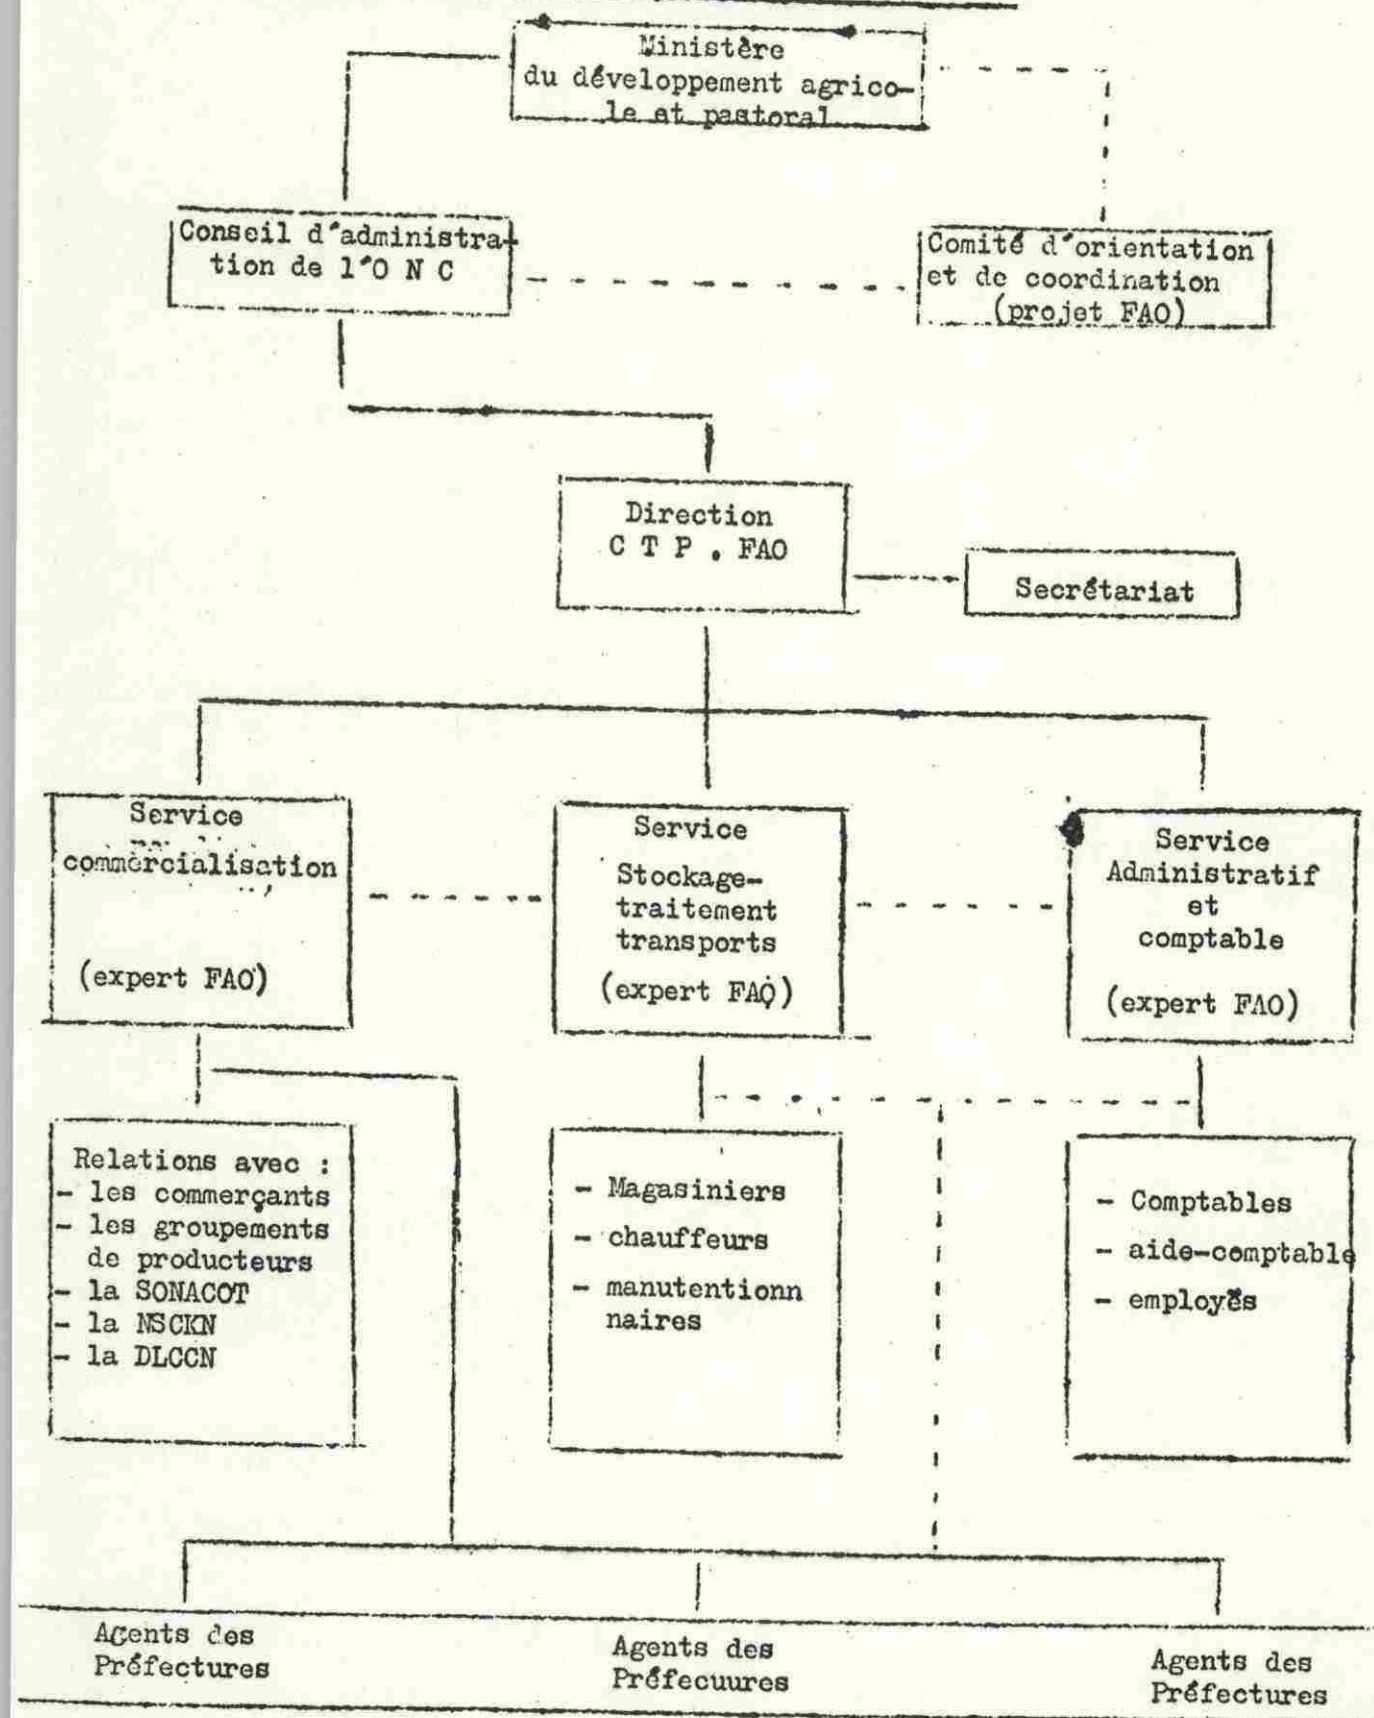 Ministère
du développement agrico-
le et pastoral
Conseil d'administra-
tion de l'O N C
Comité d'orientation
et de coordination
(projet FAO)
Direction
C T P . FAO
Secrétariat
Service
commercialisation
(expert FAO)
Service
Stockage-
traitement
transports
(expert FAO)
Service
Administratif
et
comptable
(expert FAO)
Relations avec :
- les commerçants
- les groupements
de producteurs
- la SONACOT
- la NSCKN
- la DLCCN
- Magasiniers
- chauffeurs
- manutentionn
naires
- Comptables
- aide-comptable
- employés
Agents des
Préfectures
Agents des
Préfecuures
Agents des
Préfectures